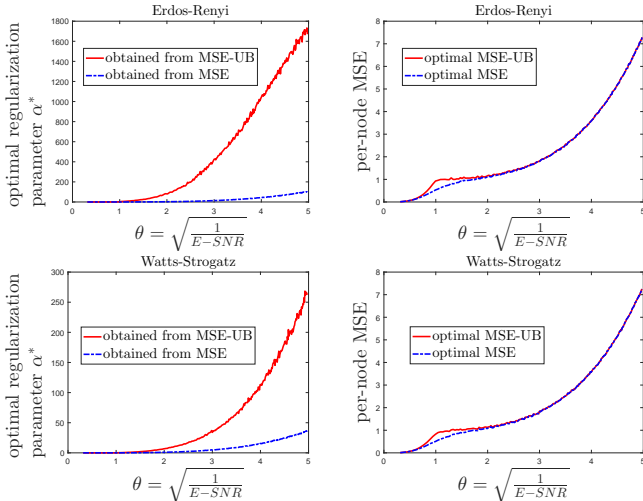 Erdos-Renyi
optimal regularization
parameter α*
1800
1600
1400
1200
1000
800
600
400
200
0
obtained from MSE-UB
obtained from MSE
0 1 2 3 4 5
θ = √(1/E−SNR)
Erdos-Renyi
per-node MSE
8
7
6
5
4
3
2
1
0
optimal MSE-UB
optimal MSE
0 1 2 3 4 5
θ = √(1/E−SNR)
Watts-Strogatz
optimal regularization
parameter α*
300
250
200
150
100
50
0
obtained from MSE-UB
obtained from MSE
0 1 2 3 4 5
θ = √(1/E−SNR)
Watts-Strogatz
per-node MSE
8
7
6
5
4
3
2
1
0
optimal MSE-UB
optimal MSE
0 1 2 3 4 5
θ = √(1/E−SNR)